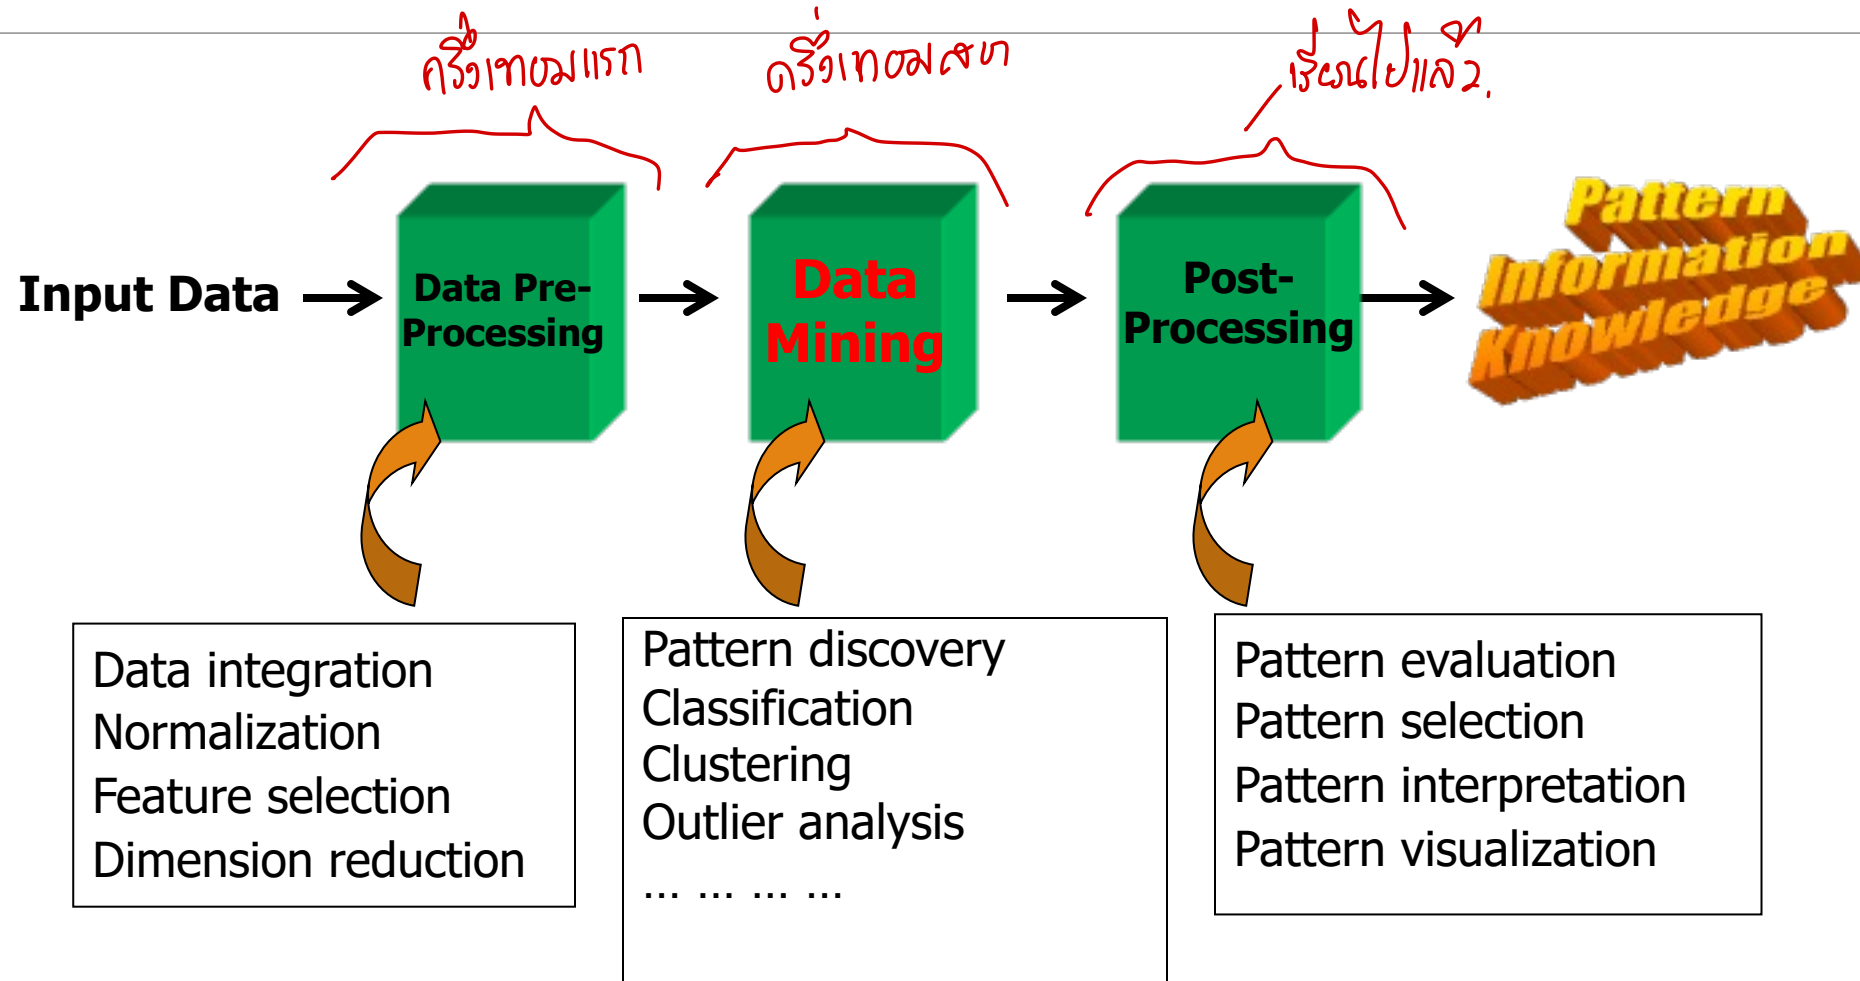 ครึ่งเทอมแรก
ครึ่งเทอมหลัง
เรียนไปแล้ว.
Input Data
Data Pre-
Processing
Data
Mining
Post-
Processing
Pattern
Information
Knowledge
Data integration
Normalization
Feature selection
Dimension reduction
Pattern discovery
Classification
Clustering
Outlier analysis
… … … …
Pattern evaluation
Pattern selection
Pattern interpretation
Pattern visualization